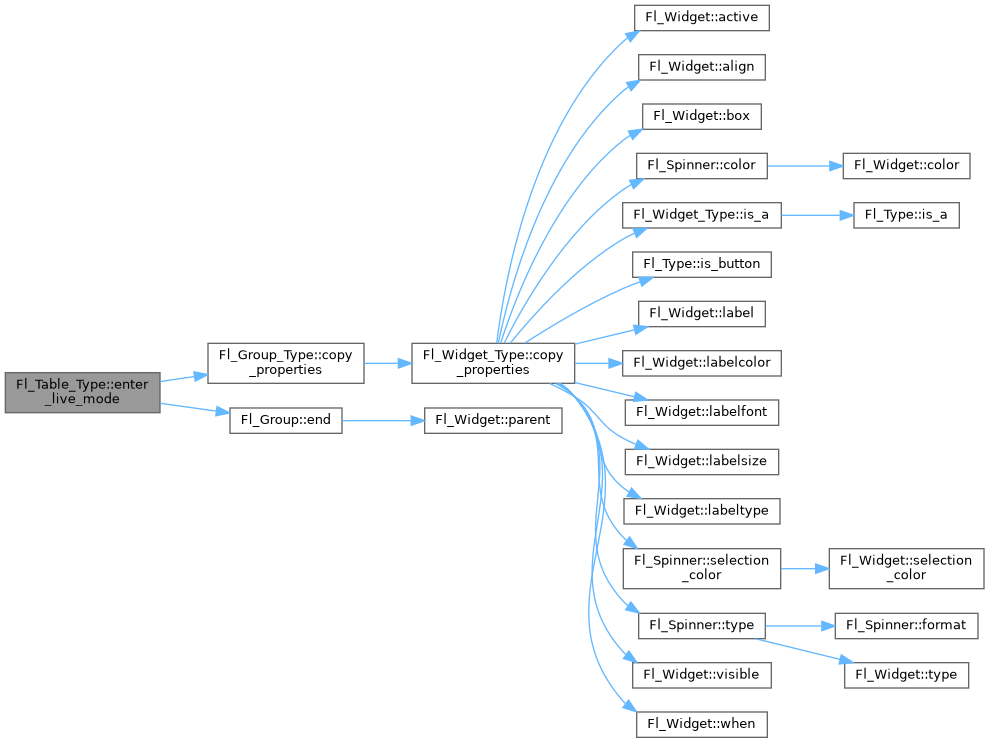 Fl_Table_Type::enter
_live_mode
Fl_Group_Type::copy
_properties
Fl_Group::end
Fl_Widget_Type::copy
_properties
Fl_Widget::parent
Fl_Widget::active
Fl_Widget::align
Fl_Widget::box
Fl_Spinner::color
Fl_Widget_Type::is_a
Fl_Type::is_button
Fl_Widget::label
Fl_Widget::labelcolor
Fl_Widget::labelfont
Fl_Widget::labelsize
Fl_Widget::labeltype
Fl_Spinner::selection
_color
Fl_Spinner::type
Fl_Widget::visible
Fl_Widget::when
Fl_Widget::color
Fl_Type::is_a
Fl_Widget::selection
_color
Fl_Spinner::format
Fl_Widget::type